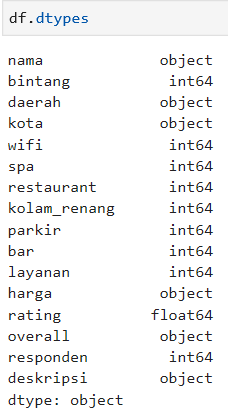 df.dtypes
nama object
bintang int64
daerah object
kota object
wifi int64
spa int64
restaurant int64
kolam_renang int64
parkir int64
bar int64
layanan int64
harga object
rating float64
overall object
responden int64
deskripsi object
dtype: object